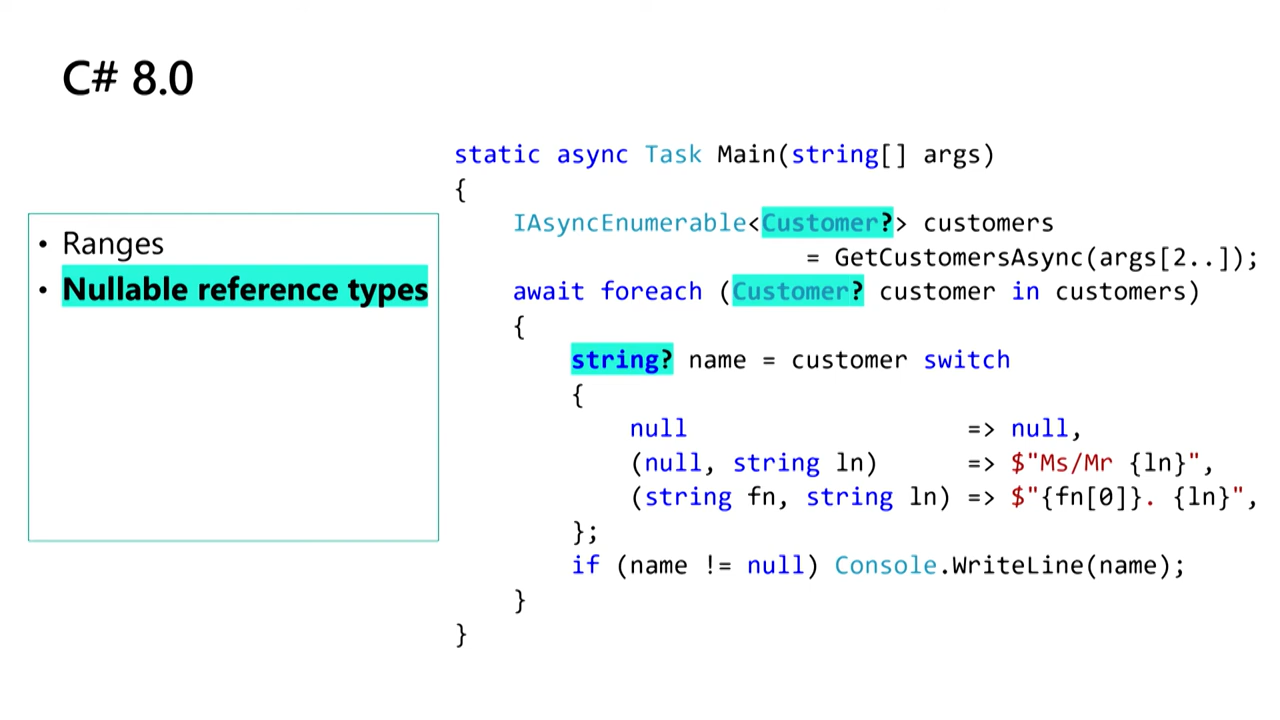 C# 8.0
• Ranges
• Nullable reference types
static async Task Main(string[] args)
{
    IAsyncEnumerable<Customer?> customers
                        = GetCustomersAsync(args[2..]);
    await foreach (Customer? customer in customers)
    {
        string? name = customer switch
        {
            null                   => null,
            (null, string ln)      => $"Ms/Mr {ln}",
            (string fn, string ln) => $"{fn[0]}. {ln}",
        };
        if (name != null) Console.WriteLine(name);
    }
}